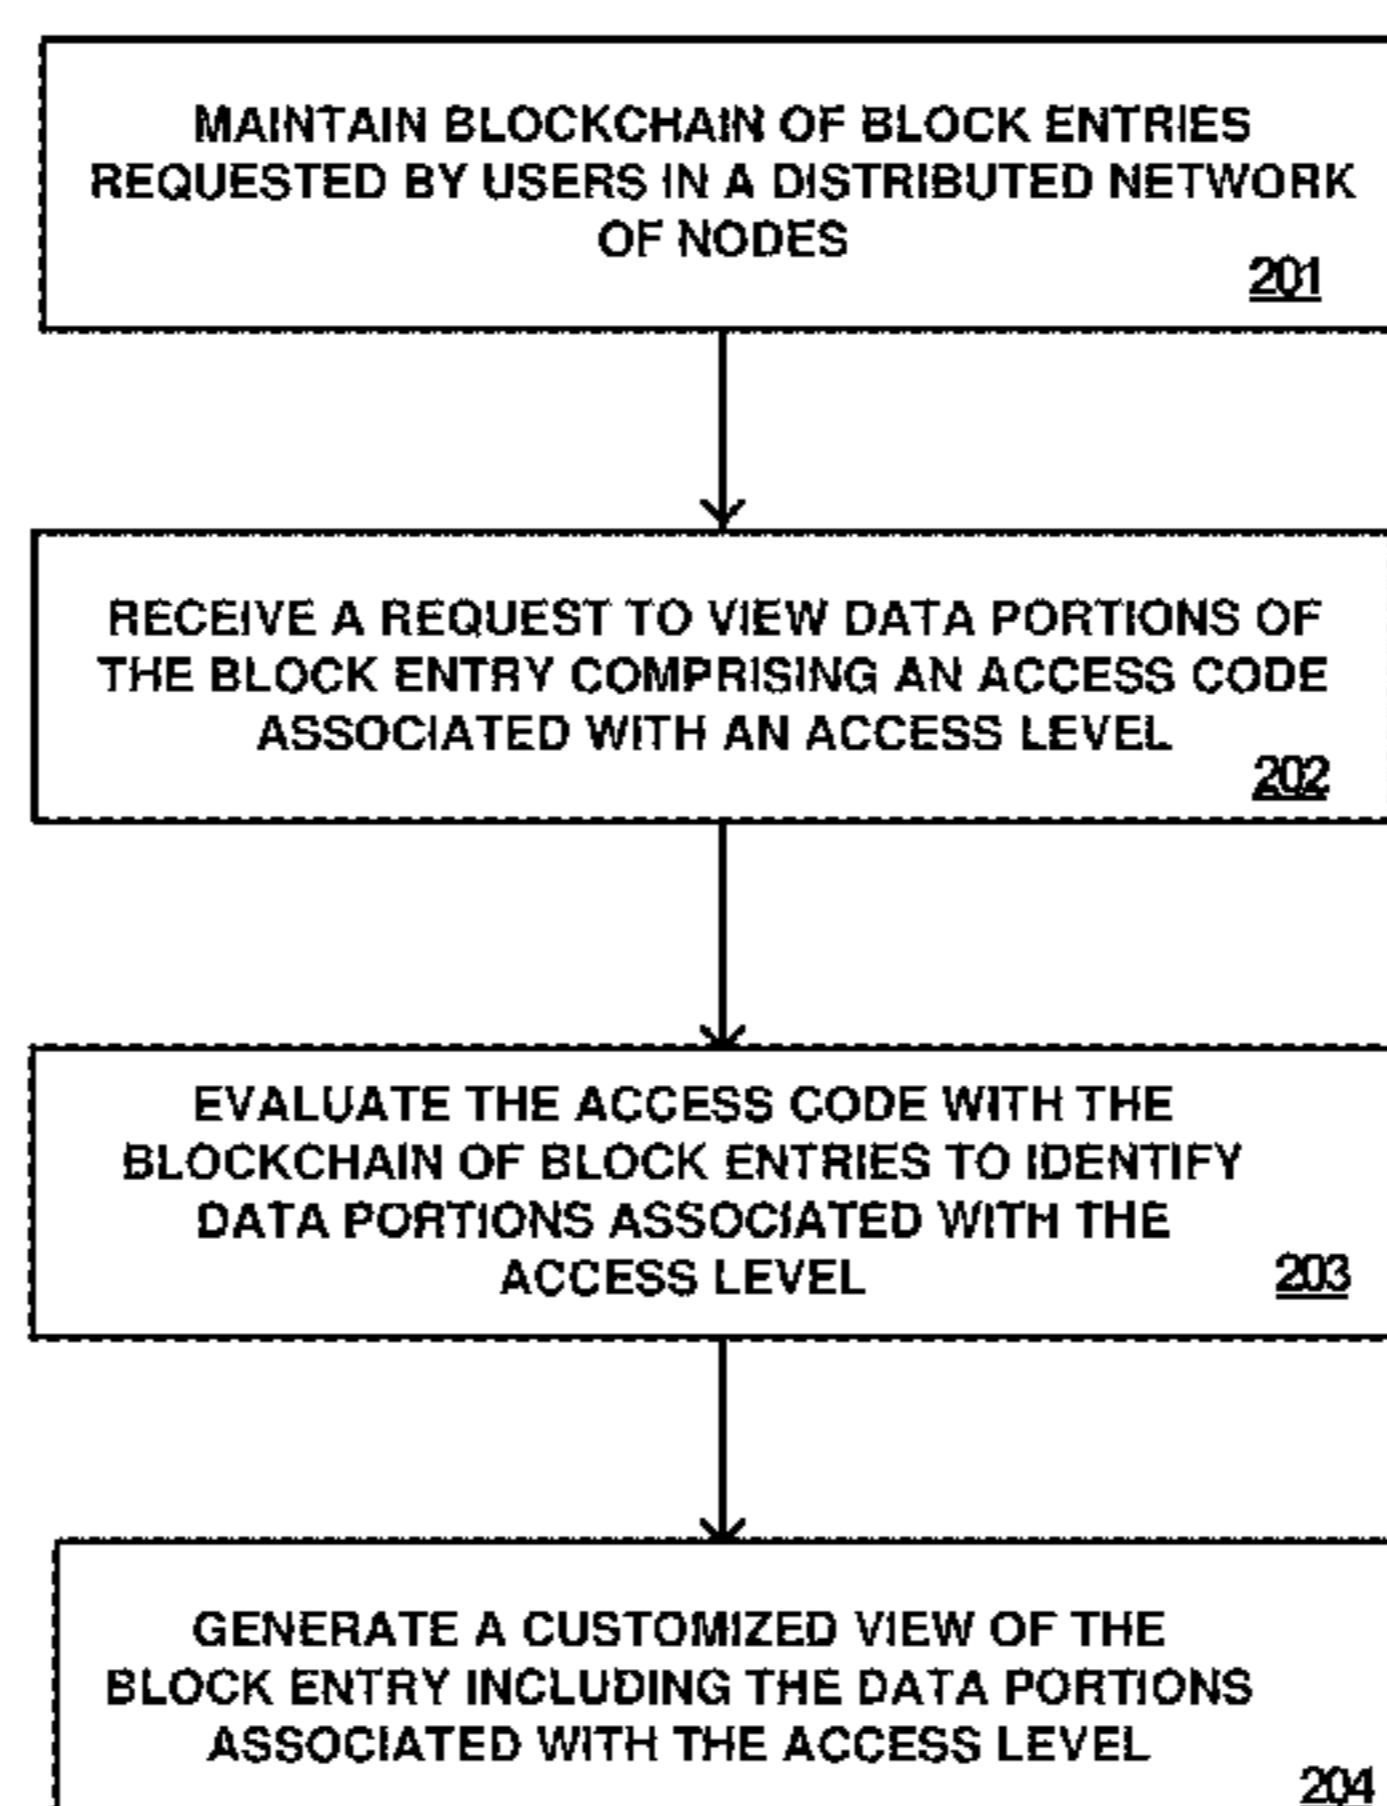 MAINTAIN BLOCKCHAIN OF BLOCK ENTRIES
REQUESTED BY USERS IN A DISTRIBUTED NETWORK
OF NODES
201
RECEIVE A REQUEST TO VIEW DATA PORTIONS OF
THE BLOCK ENTRY COMPRISING AN ACCESS CODE
ASSOCIATED WITH AN ACCESS LEVEL
202
EVALUATE THE ACCESS CODE WITH THE
BLOCKCHAIN OF BLOCK ENTRIES TO IDENTIFY
DATA PORTIONS ASSOCIATED WITH THE
ACCESS LEVEL
203
GENERATE A CUSTOMIZED VIEW OF THE
BLOCK ENTRY INCLUDING THE DATA PORTIONS
ASSOCIATED WITH THE ACCESS LEVEL
204